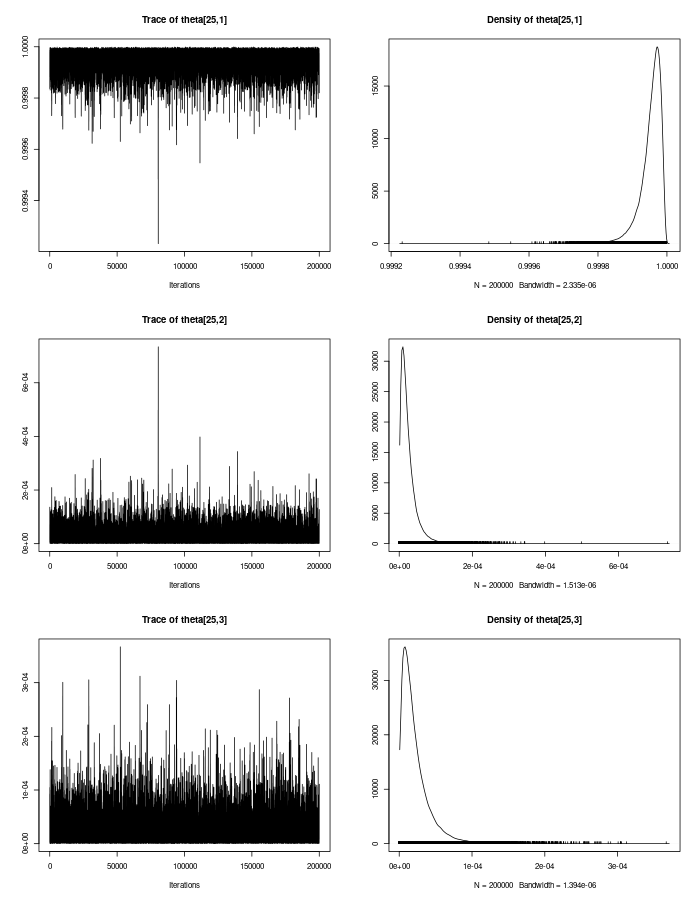 Trace of theta[25,1]
1.0000
0.9998
0.9996
0.9994
0 50000 100000 150000 200000
Iterations
Density of theta[25,1]
15000
10000
5000
0
0.9992 0.9994 0.9996 0.9998 1.0000
N = 200000 Bandwidth = 2.335e-06
Trace of theta[25,2]
6e-04
4e-04
2e-04
0e+00
0 50000 100000 150000 200000
Iterations
Density of theta[25,2]
30000
25000
20000
15000
10000
5000
0
0e+00 2e-04 4e-04 6e-04
N = 200000 Bandwidth = 1.513e-06
Trace of theta[25,3]
3e-04
2e-04
1e-04
0e+00
0 50000 100000 150000 200000
Iterations
Density of theta[25,3]
30000
20000
10000
0
0e+00 1e-04 2e-04 3e-04
N = 200000 Bandwidth = 1.394e-06